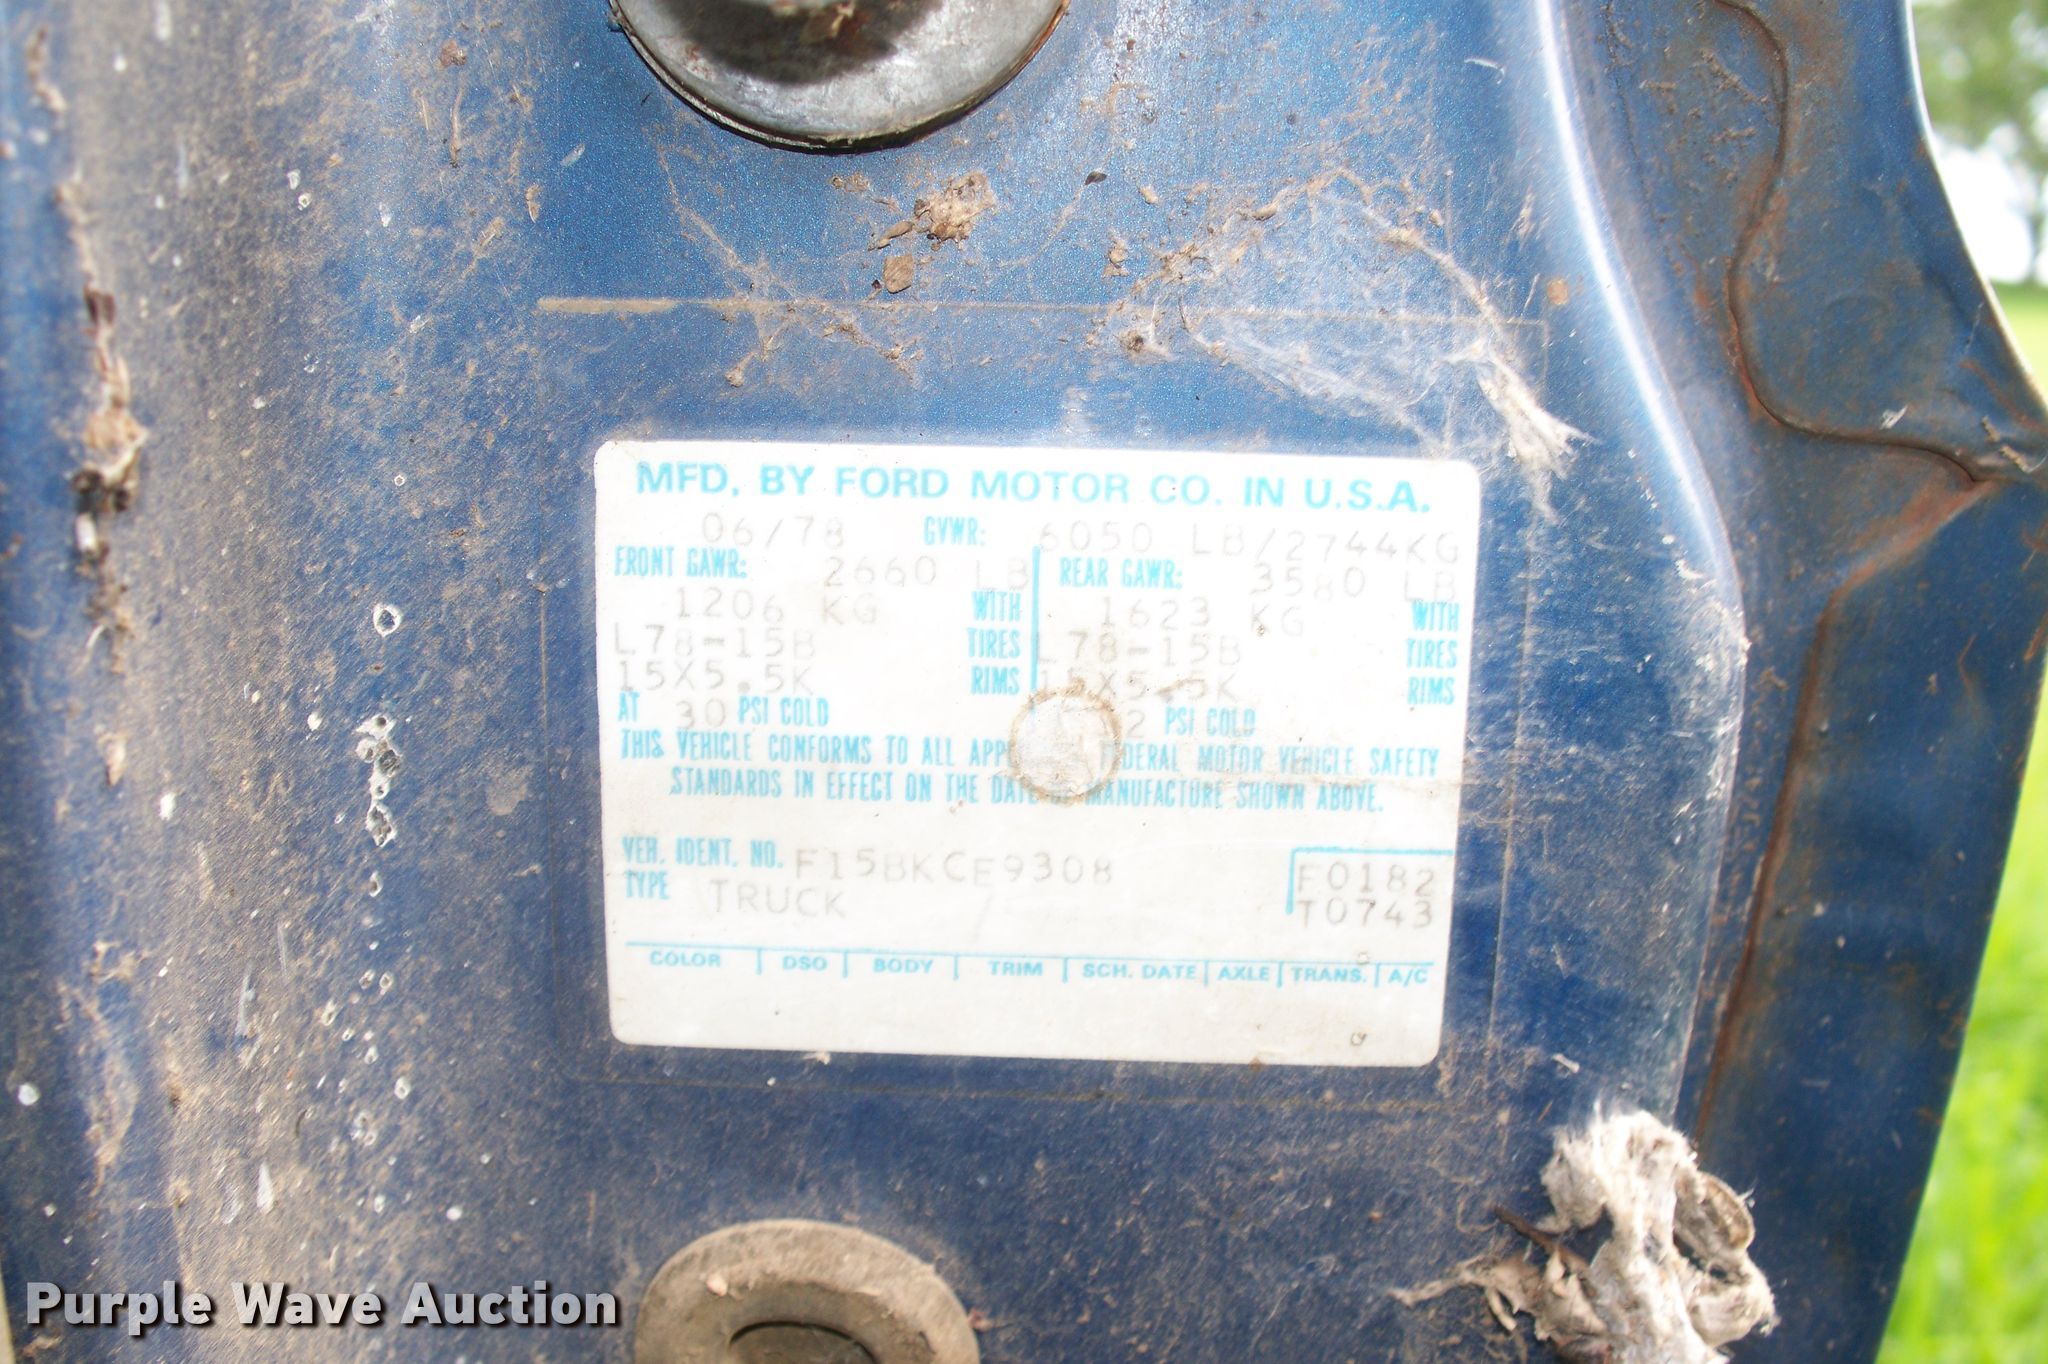 MFD. BY FORD MOTOR CO. IN U.S.A.
06/78 GVWR: 6050 LB/2744KG
FRONT GAWR: 2660 LB REAR GAWR: 3580 LB
1206 KG WITH 1623 KG WITH
L78-15B TIRES L78-15B TIRES
15X5.5K RIMS 15X5.5K RIMS
AT 30 PSI COLD PSI COLD
THIS VEHICLE CONFORMS TO ALL FEDERAL MOTOR VEHICLE SAFETY
STANDARDS IN EFFECT ON THE DATE OF MANUFACTURE SHOWN ABOVE.
VEH. IDENT. NO. F15BKCE9308 F0182
TYPE TRUCK T0743
COLOR DSO BODY TRIM SCH. DATE AXLE TRANS. A/C
Purple Wave Auction